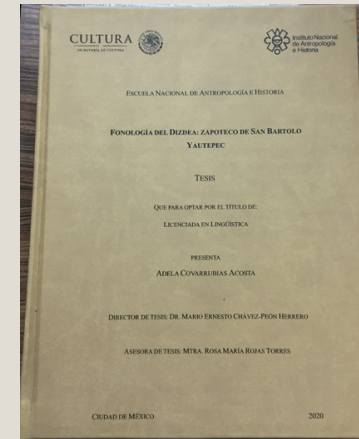 CULTURA
SECRETARÍA DE CULTURA
Instituto Nacional
de Antropología
e Historia
ESCUELA NACIONAL DE ANTROPOLOGÍA E HISTORIA
FONOLOGÍA DEL DIZDEA: ZAPOTECO DE SAN BARTOLO
YAUTEPEC
TESIS
QUE PARA OPTAR POR EL TÍTULO DE:
LICENCIADA EN LINGÜÍSTICA
PRESENTA
ADELA COVARRUBIAS ACOSTA
DIRECTOR DE TESIS: DR. MARIO ERNESTO CHÁVEZ-PEÓN HERRERO
ASESORA DE TESIS: MTRA. ROSA MARÍA ROJAS TORRES
CIUDAD DE MÉXICO 2020